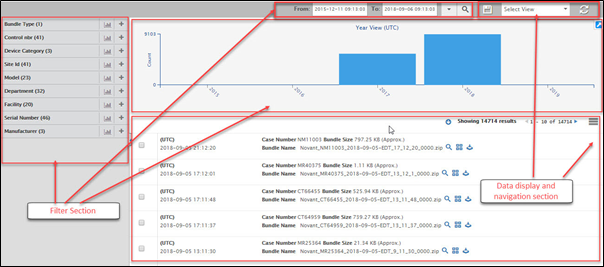 From: 2015-12-11 09:13:03 To: 2018-09-06 09:13:03 Select View
Bundle Type (1)
Control nbr (41)
Device Category (3)
Site Id (41)
Model (23)
Department (32)
Facility (20)
Serial Number (46)
Manufacturer (3)
Year View (UTC)
9108
Count
0
2015
2016
2017
2018
2019
Showing 14714 results 1 - 10 of 14714
(UTC) Case Number NM11003 Bundle Size 797.25 KB (Approx.)
2018-09-05 21:12:20 Bundle Name Novant_NM11003_2018-09-05-EDT_17_12_20_0000.zip
(UTC) Case Number MR40375 Bundle Size 1.11 KB (Approx.)
2018-09-05 17:12:01 Bundle Name Novant_MR40375_2018-09-05-EDT_13_12_1_0000.zip
(UTC) Case Number CT66455 Bundle Size 525.94 KB (Approx.)
2018-09-05 17:11:48 Bundle Name Novant_CT66455_2018-09-05-EDT_13_11_48_0000.zip
(UTC) Case Number CT64959 Bundle Size 739.27 KB (Approx.)
2018-09-05 17:11:37 Bundle Name Novant_CT64959_2018-09-05-EDT_13_11_37_0000.zip
(UTC) Case Number MR25364 Bundle Size 21.34 KB (Approx.)
2018-09-05 13:11:30 Bundle Name Novant_MR25364_2018-09-05-EDT_9_11_30_0000.zip
Filter Section
Data display and
navigation section